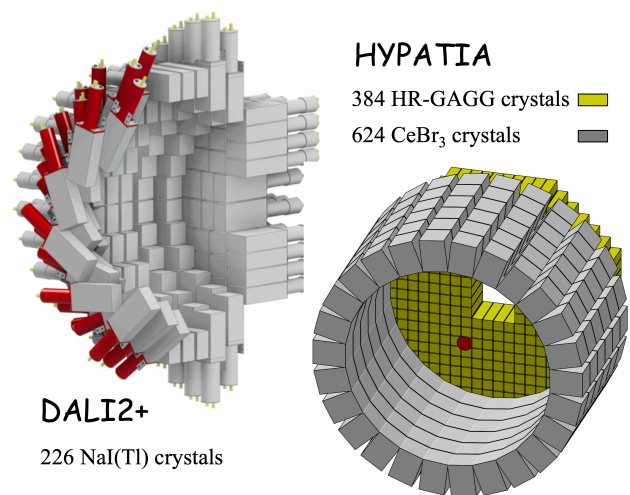 HYPATIA
384 HR-GAGG crystals
624 CeBr₃ crystals
DALI2+
226 NaI(Tl) crystals